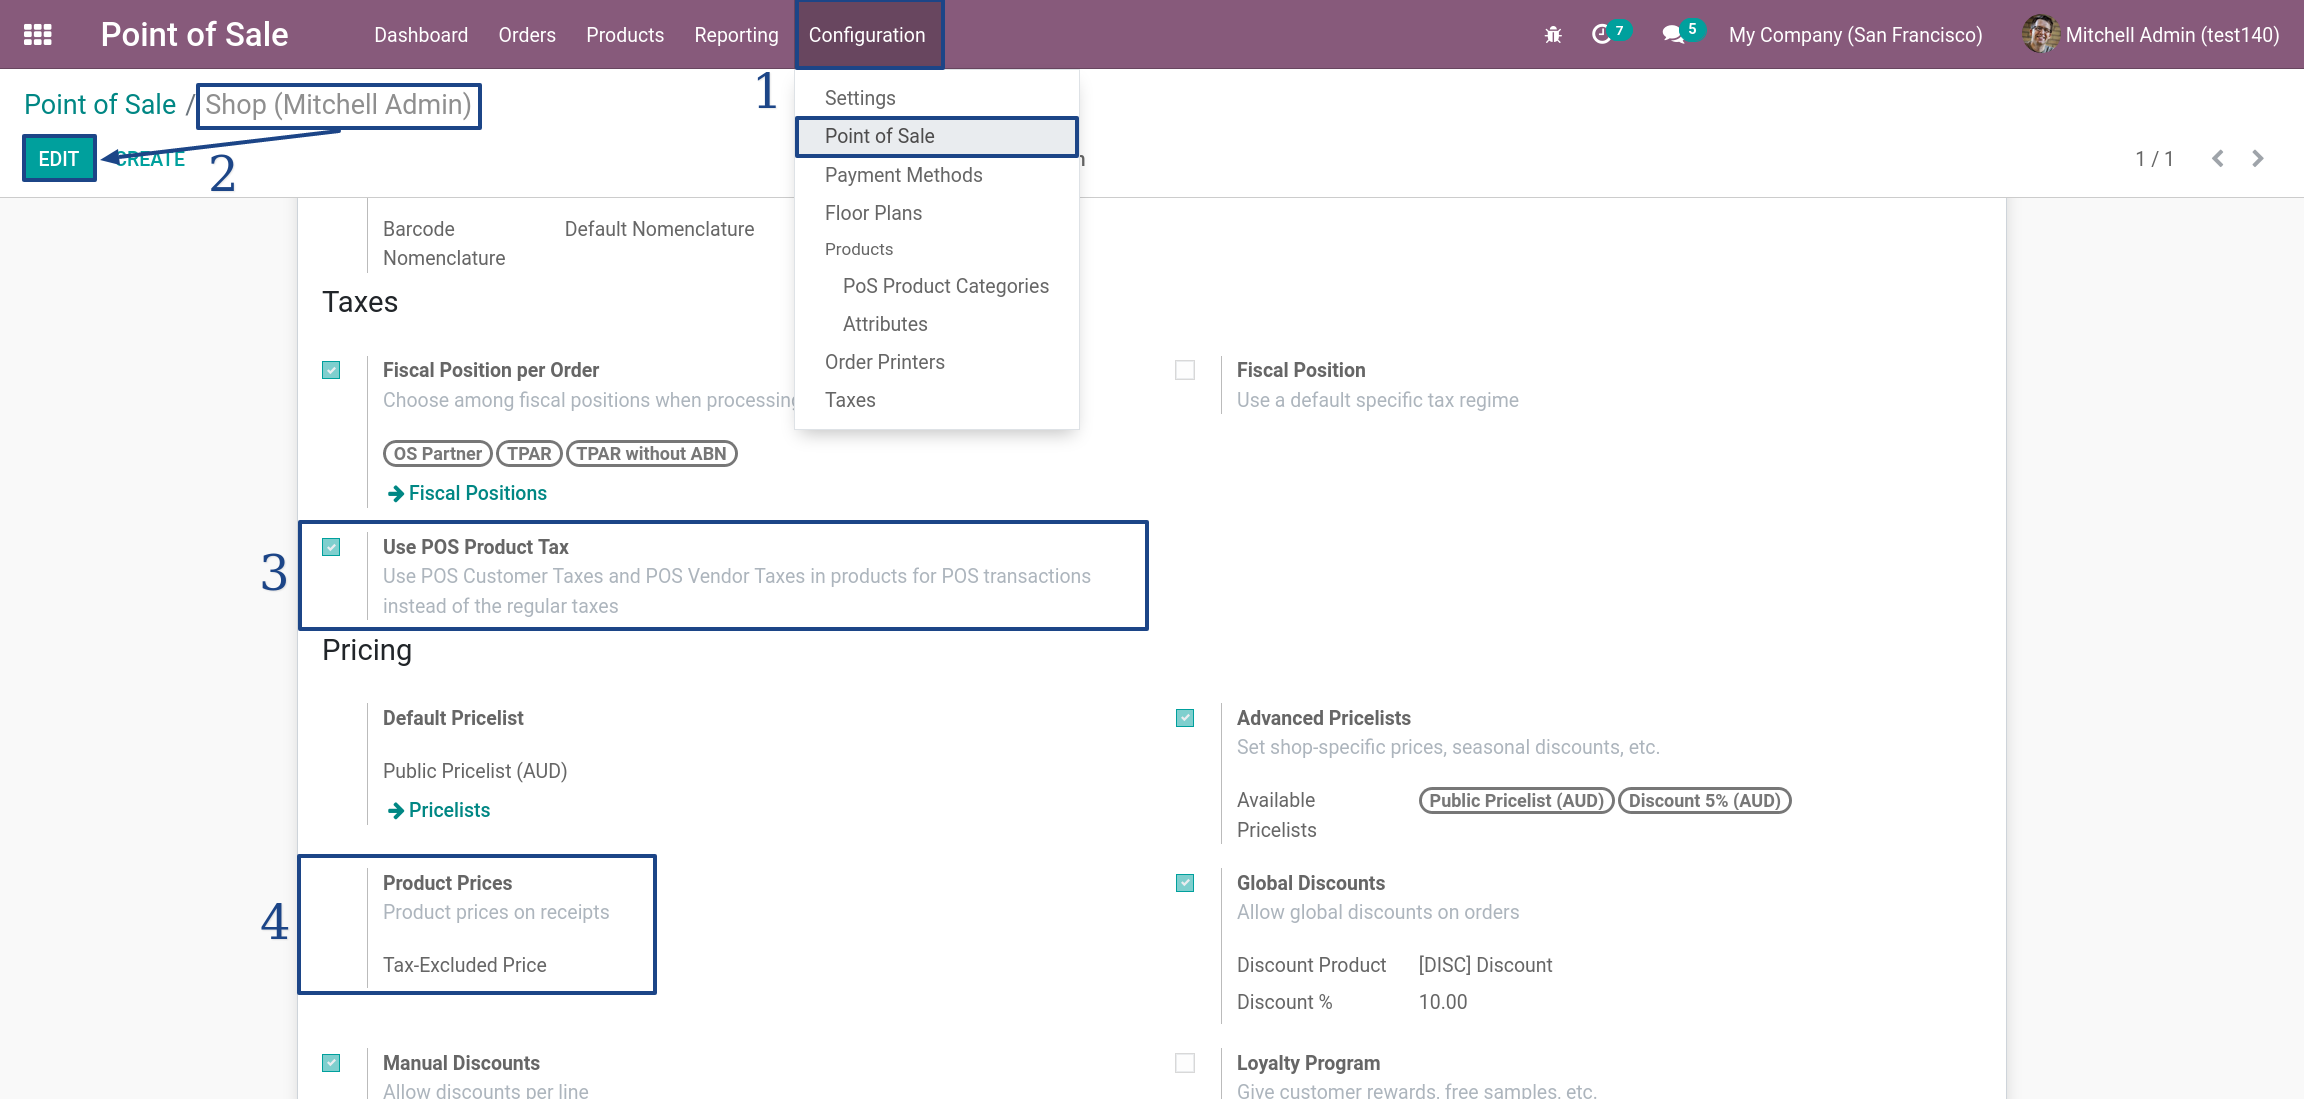 Point of Sale Dashboard Orders Products Reporting Configuration 7 5 My Company (San Francisco) Mitchell Admin (test140)
1
Point of Sale / Shop (Mitchell Admin)
EDIT CREATE
2
1 / 1
Settings
Point of Sale
Payment Methods
Floor Plans
Products
PoS Product Categories
Attributes
Order Printers
Taxes
Barcode Nomenclature Default Nomenclature
Taxes
Fiscal Position per Order
Choose among fiscal positions when processing
OS Partner TPAR TPAR without ABN
Fiscal Positions
Fiscal Position
Use a default specific tax regime
3
Use POS Product Tax
Use POS Customer Taxes and POS Vendor Taxes in products for POS transactions
instead of the regular taxes
Pricing
Default Pricelist
Public Pricelist (AUD)
Pricelists
Advanced Pricelists
Set shop-specific prices, seasonal discounts, etc.
Available Pricelists Public Pricelist (AUD) Discount 5% (AUD)
4
Product Prices
Product prices on receipts
Tax-Excluded Price
Global Discounts
Allow global discounts on orders
Discount Product [DISC] Discount
Discount % 10.00
Manual Discounts
Allow discounts per line
Loyalty Program
Give customer rewards, free samples, etc.